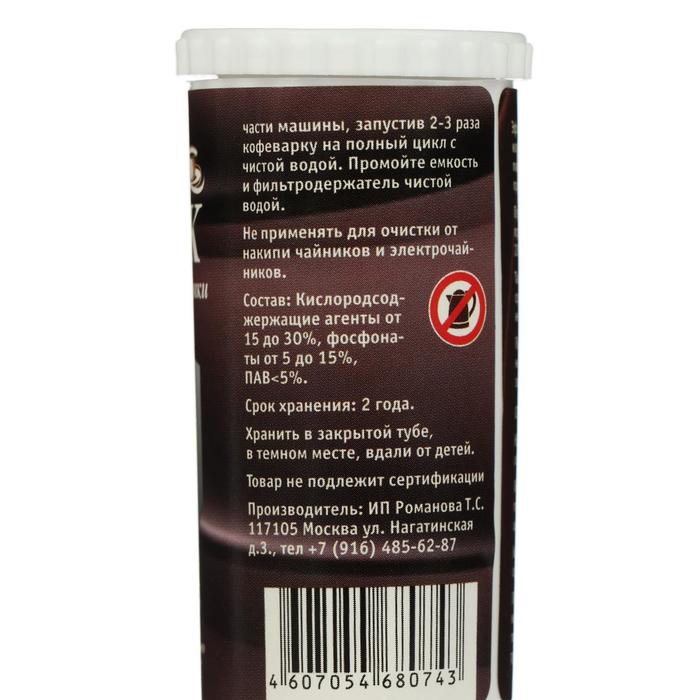 части машины, запустив 2-3 раза
кофеварку на полный цикл с
чистой водой. Промойте емкость
и фильтродержатель чистой
водой.
Не применять для очистки от
накипи чайников и электрочай-
ников.
Состав: Кислородсод-
жержащие агенты от
15 до 30%, фосфона-
ты от 5 до 15%,
ПАВ<5%.
Срок хранения: 2 года.
Хранить в закрытой тубе,
в темном месте, вдали от детей.
Товар не подлежит сертификации
Производитель: ИП Романова Т.С.
117105 Москва ул. Нагатинская
д.3., тел +7 (916) 485-62-87
4 607054 680743